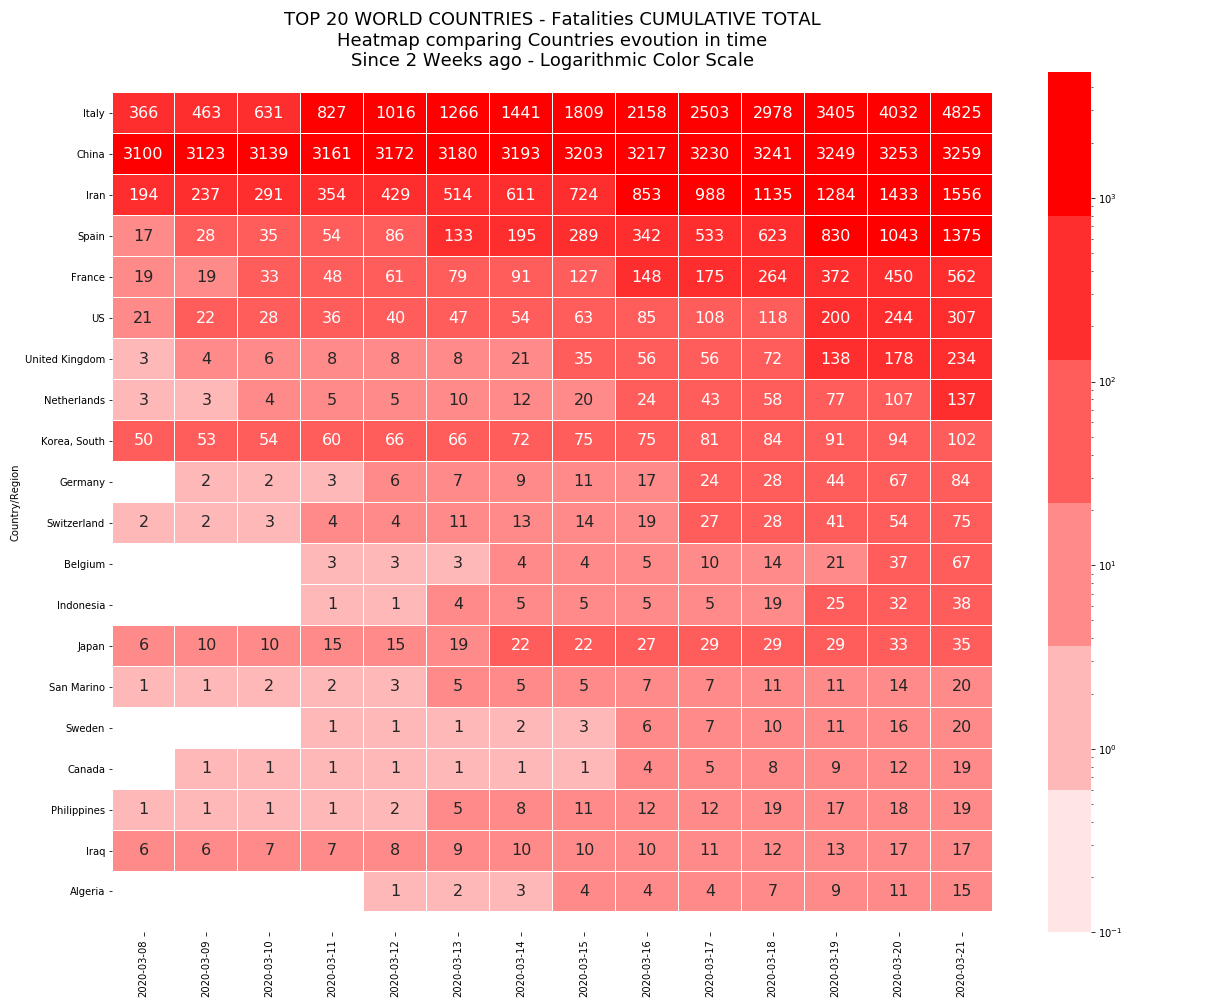 TOP 20 WORLD COUNTRIES - Fatalities CUMULATIVE TOTAL
Heatmap comparing Countries evoution in time
Since 2 Weeks ago - Logarithmic Color Scale
Country/Region
Italy 366 463 631 827 1016 1266 1441 1809 2158 2503 2978 3405 4032 4825
China 3100 3123 3139 3161 3172 3180 3193 3203 3217 3230 3241 3249 3253 3259
Iran 194 237 291 354 429 514 611 724 853 988 1135 1284 1433 1556
Spain 17 28 35 54 86 133 195 289 342 533 623 830 1043 1375
France 19 19 33 48 61 79 91 127 148 175 264 372 450 562
US 21 22 28 36 40 47 54 63 85 108 118 200 244 307
United Kingdom 3 4 6 8 8 8 21 35 56 56 72 138 178 234
Netherlands 3 3 4 5 5 10 12 20 24 43 58 77 107 137
Korea, South 50 53 54 60 66 66 72 75 75 81 84 91 94 102
Germany 2 2 3 6 7 9 11 17 24 28 44 67 84
Switzerland 2 2 3 4 4 11 13 14 19 27 28 41 54 75
Belgium 3 3 3 4 4 5 10 14 21 37 67
Indonesia 1 1 4 5 5 5 5 19 25 32 38
Japan 6 10 10 15 15 19 22 22 27 29 29 29 33 35
San Marino 1 1 2 2 3 5 5 5 7 7 11 11 14 20
Sweden 1 1 1 2 3 6 7 10 11 16 20
Canada 1 1 1 1 1 1 1 4 5 8 9 12 19
Philippines 1 1 1 1 2 5 8 11 12 12 19 17 18 19
Iraq 6 6 7 7 8 9 10 10 10 11 12 13 17 17
Algeria 1 2 3 4 4 4 7 9 11 15
2020-03-08 2020-03-09 2020-03-10 2020-03-11 2020-03-12 2020-03-13 2020-03-14 2020-03-15 2020-03-16 2020-03-17 2020-03-18 2020-03-19 2020-03-20 2020-03-21
10³
10²
10¹
10⁰
10⁻¹